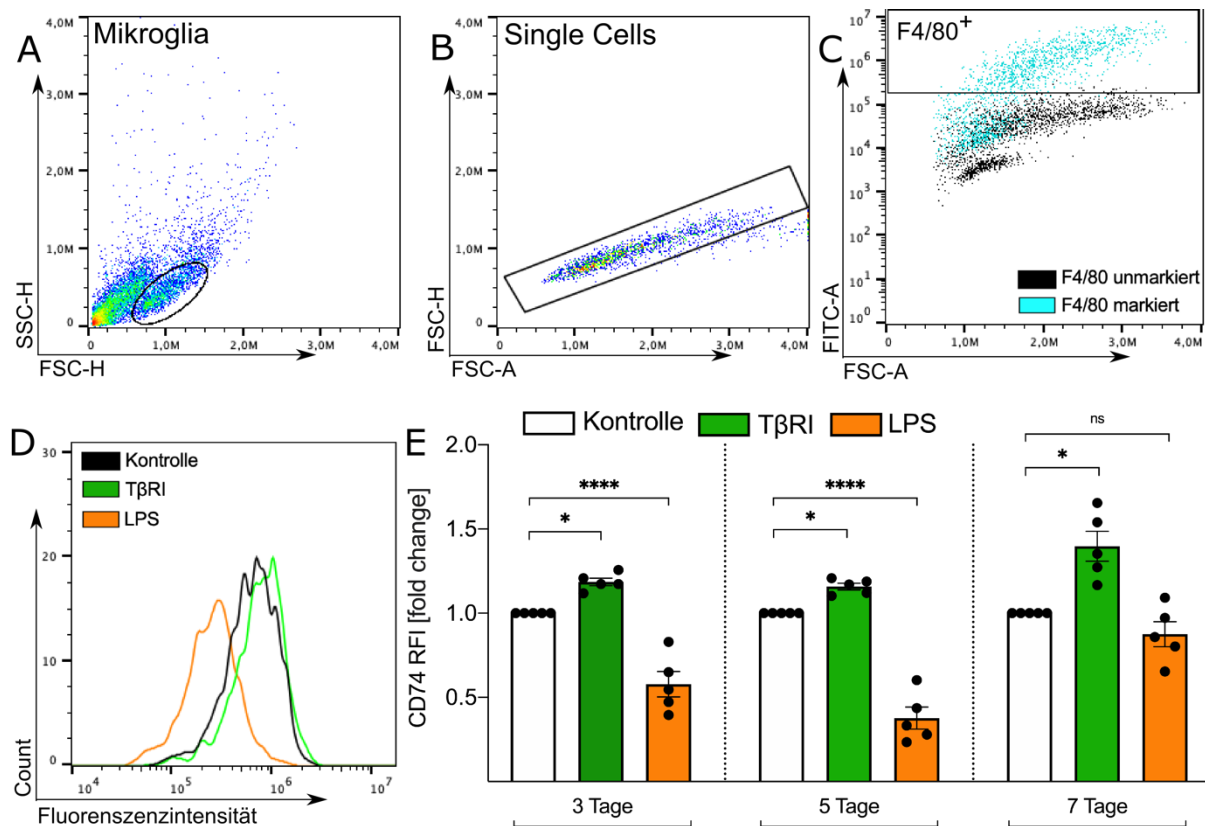 A Mikroglia
4,0M
3,0M
2,0M
1,0M
0
SSC-H
0 1,0M 2,0M 3,0M 4,0M
FSC-H
B Single Cells
4,0M
3,0M
2,0M
1,0M
0
FSC-H
0 1,0M 2,0M 3,0M 4,0M
FSC-A
C F4/80+
10^7
10^6
10^5
10^4
10^3
10^2
10^1
10^0
FITC-A
F4/80 unmarkiert
F4/80 markiert
0 1,0M 2,0M 3,0M 4,0M
FSC-A
D
30
20
10
0
Count
Kontrolle
TβRI
LPS
10^4 10^5 10^6 10^7
Fluoreszenzintensität
E
Kontrolle TβRI LPS
2.0
1.5
1.0
0.5
CD74 RFI [fold change]
****
*
****
*
ns
*
3 Tage 5 Tage 7 Tage